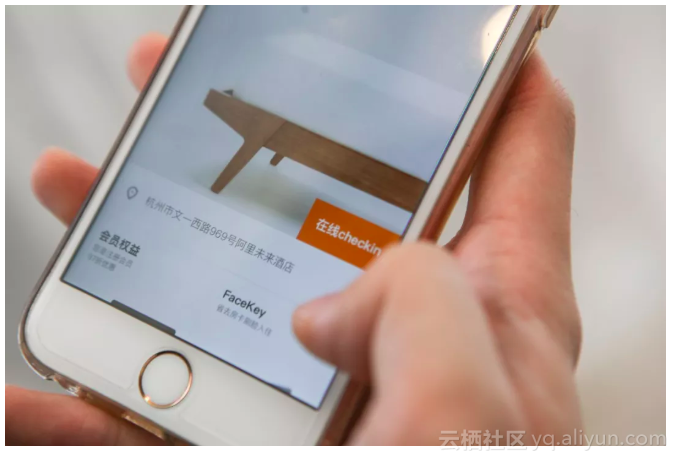 在线checkin
杭州市文一西路969号阿里未来酒店
会员权益
FaceKey
云栖社区 yq.aliyun.com